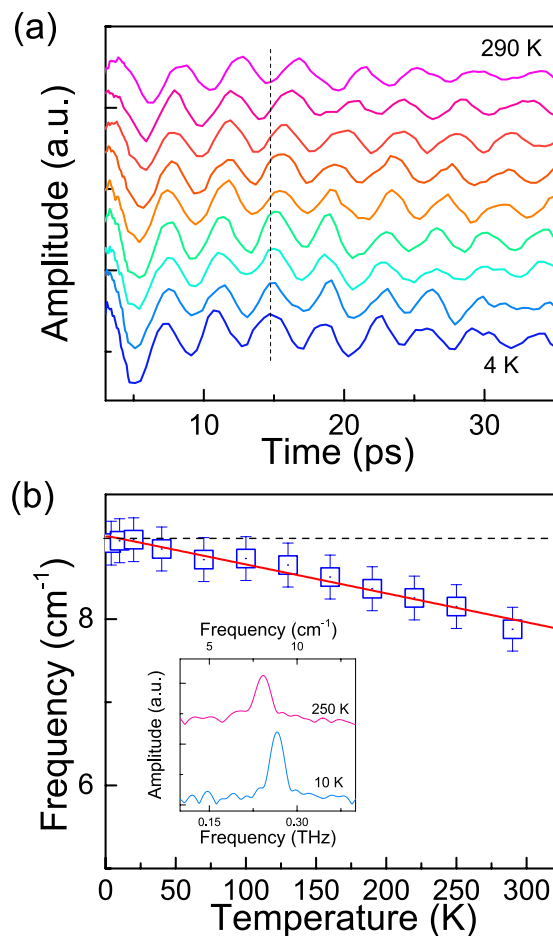 (a)
290 K
Amplitude (a.u.)
4 K
10 20 30
Time (ps)
(b)
Frequency (cm⁻¹)
8
6
Frequency (cm⁻¹)
5 10
Amplitude (a.u.)
250 K
10 K
0.15 0.30
Frequency (THz)
0 50 100 150 200 250 300
Temperature (K)